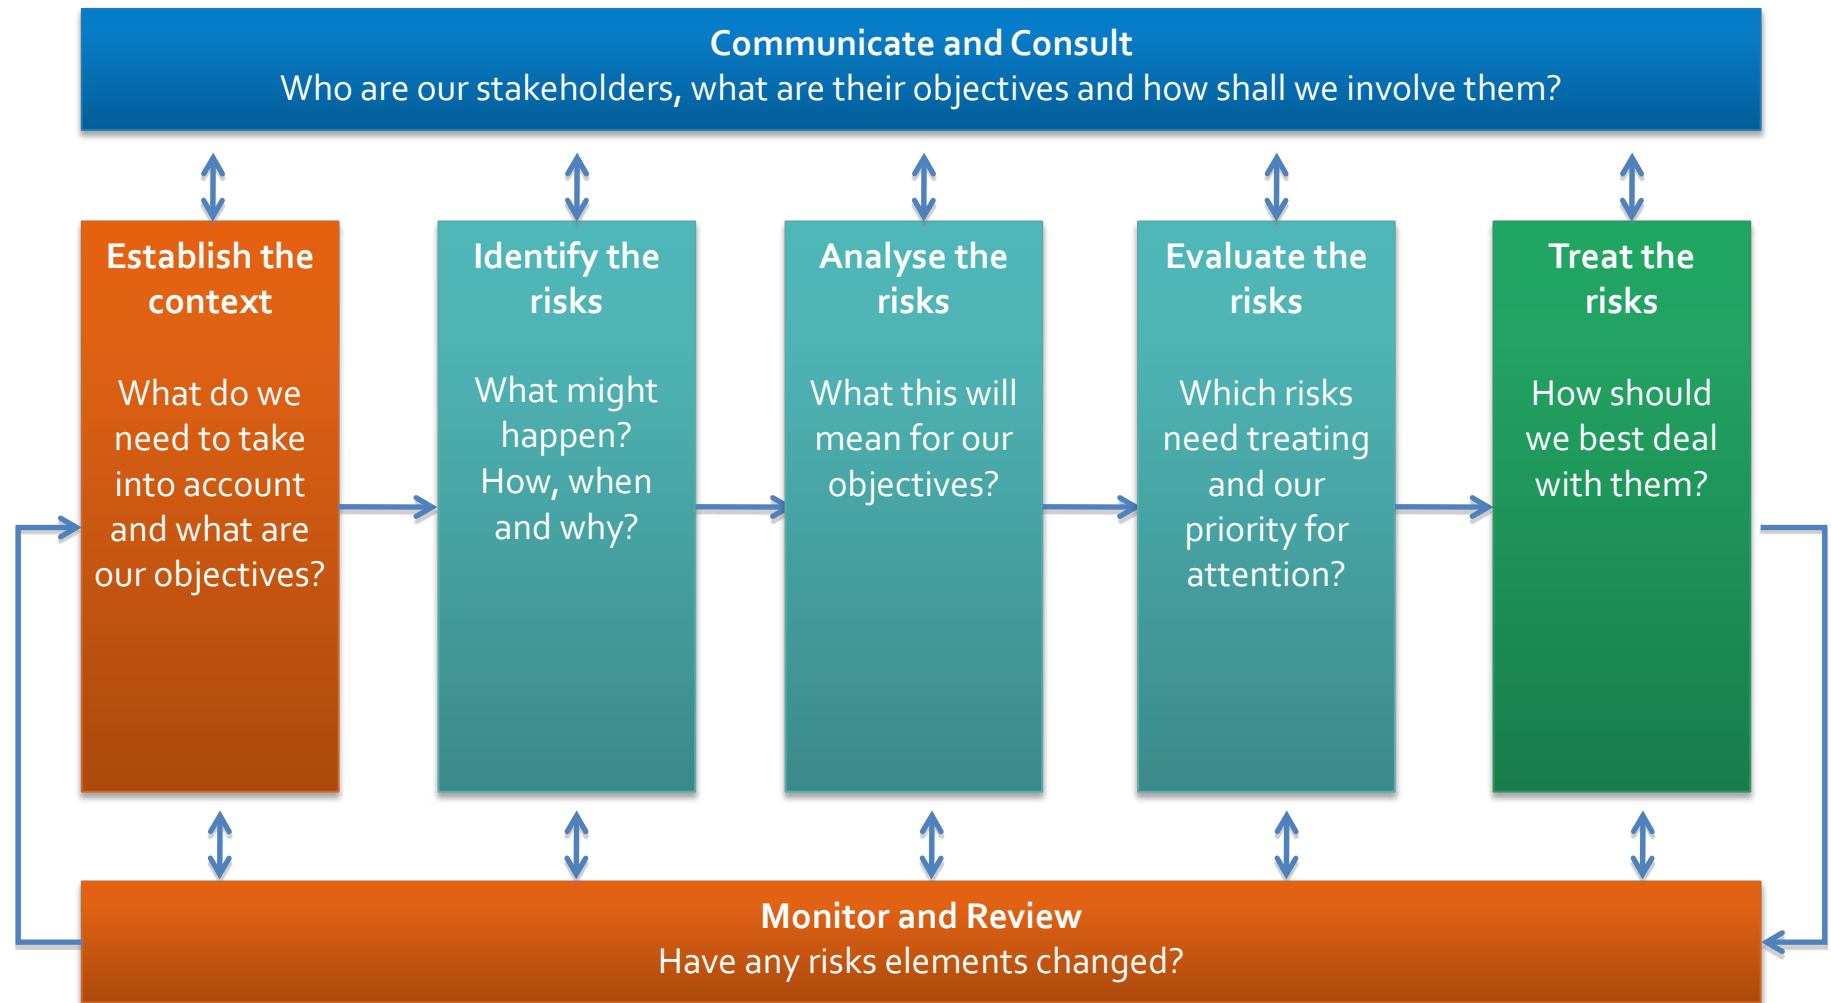 Communicate and Consult
Who are our stakeholders, what are their objectives and how shall we involve them?
Establish the
context
What do we
need to take
into account
and what are
our objectives?
Identify the
risks
What might
happen?
How, when
and why?
Analyse the
risks
What this will
mean for our
objectives?
Evaluate the
risks
Which risks
need treating
and our
priority for
attention?
Treat the
risks
How should
we best deal
with them?
Monitor and Review
Have any risks elements changed?